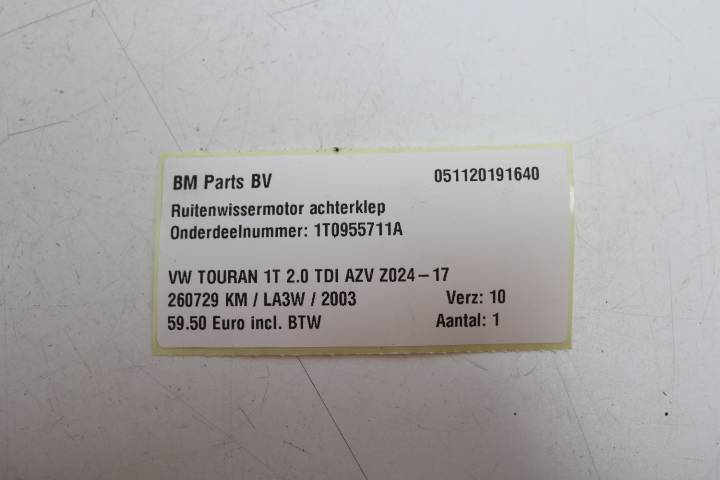 BM Parts BV 051120191640
Ruitenwissermotor achterklep
Onderdeelnummer: 1T0955711A
VW TOURAN 1T 2.0 TDI AZV Z024-17
260729 KM / LA3W / 2003 Verz: 10
59.50 Euro incl. BTW Aantal: 1